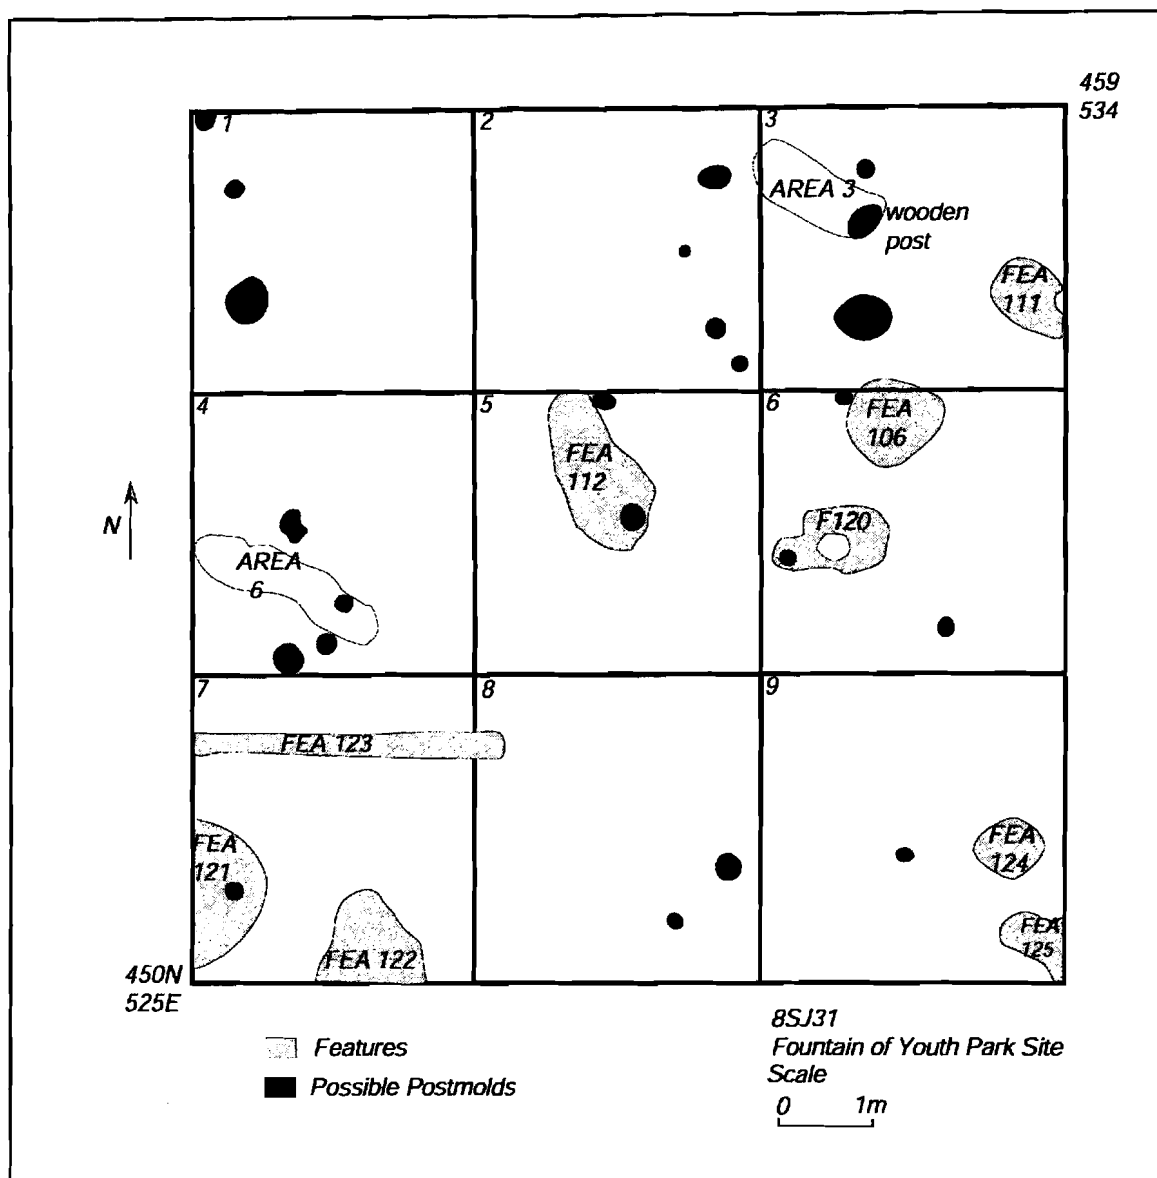 459
534
1
2
3
AREA 3
wooden
post
FEA
111
4
5
6
FEA
112
FEA
106
F120
N
AREA
6
7
8
9
FEA 123
FEA
121
FEA
124
FEA 122
FEA
125
450N
525E
Features
Possible Postmolds
8SJ31
Fountain of Youth Park Site
Scale
0 1m